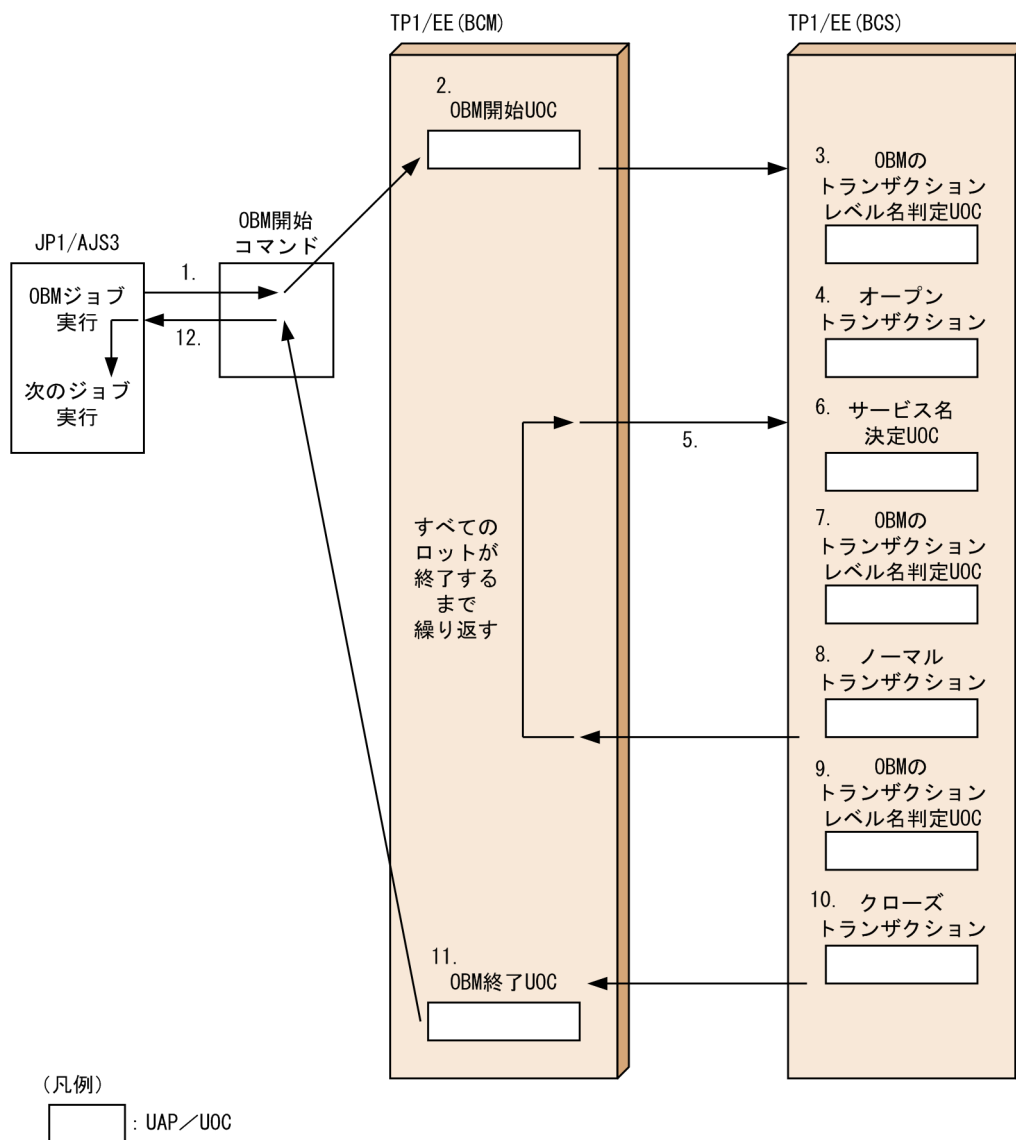 TP1/EE(BCM)
TP1/EE(BCS)
2.
OBM開始UOC
3. OBMの
トランザクション
レベル名判定UOC
OBM開始
コマンド
JP1/AJS3
1.
OBMジョブ
実行
12.
次のジョブ
実行
4. オープン
トランザクション
5.
6. サービス名
決定UOC
すべての
ロットが
終了する
まで
繰り返す
7. OBMの
トランザクション
レベル名判定UOC
8. ノーマル
トランザクション
9. OBMの
トランザクション
レベル名判定UOC
10. クローズ
トランザクション
11.
OBM終了UOC
(凡例)
: UAP/UOC